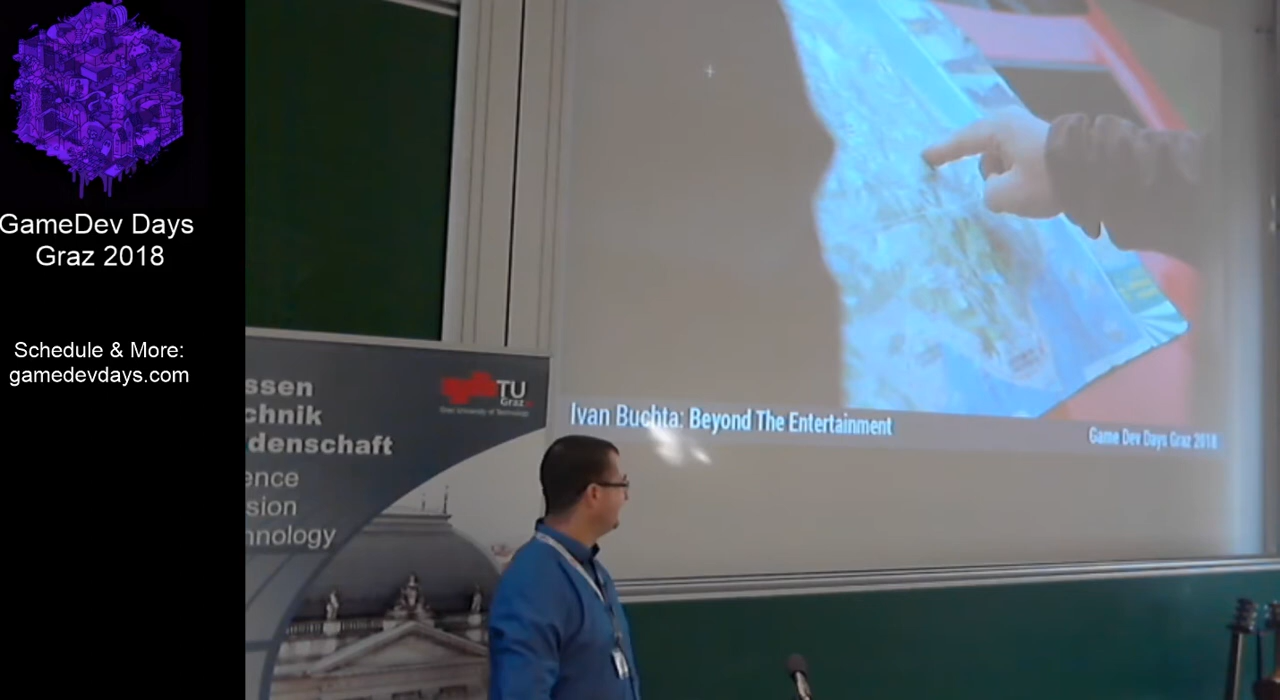 GameDev Days
Graz 2018
Schedule & More:
gamedevdays.com
ssen
chnik
denschaft
ence
sion
hnology
TU
Graz
Ivan Buchta: Beyond The Entertainment
Game Dev Days Graz 2018